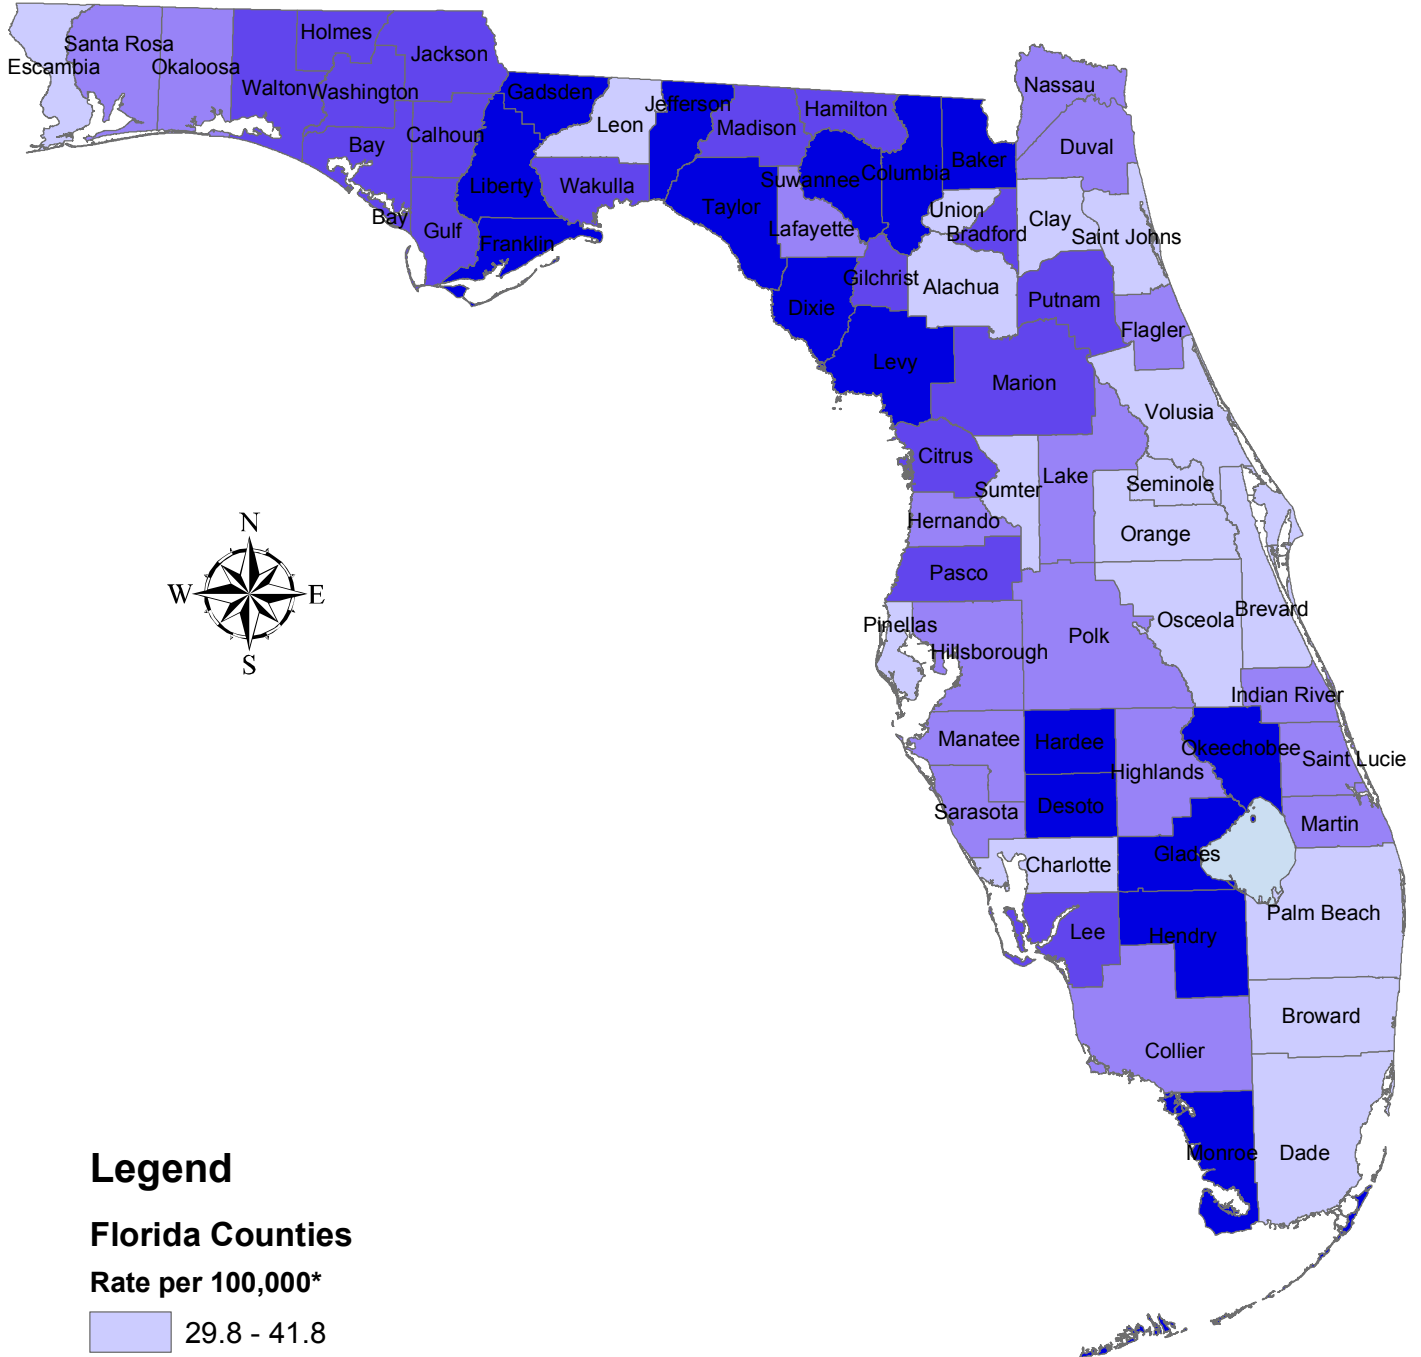 Holmes
Santa Rosa
Jackson
Escambia
Okaloosa
Walton
Washington
Gadsden
Jefferson
Nassau
Leon
Madison
Hamilton
Calhoun
Bay
Duval
Baker
Liberty
Wakulla
Suwannee
Columbia
Taylor
Union
Bay
Gulf
Lafayette
Bradford
Clay
Saint Johns
Franklin
Gilchrist
Alachua
Putnam
Dixie
Flagler
Levy
Marion
Volusia
Citrus
Sumter
Lake
Seminole
Hernando
Orange
N
Pasco
W
E
Brevard
Osceola
Pinellas
Polk
Hillsborough
S
Indian River
Manatee
Hardee
Okeechobee
Saint Lucie
Highlands
Sarasota
Desoto
Martin
Charlotte
Glades
Palm Beach
Lee
Hendry
Broward
Collier
Monroe
Dade
Legend
Florida Counties
Rate per 100,000*
29.8 - 41.8